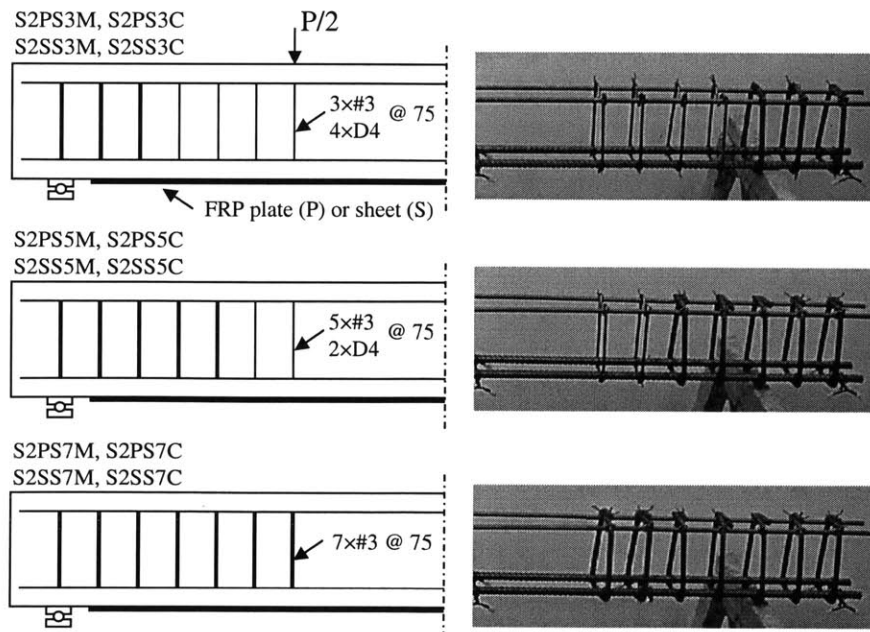 S2PS3M, S2PS3C
S2SS3M, S2SS3C
P/2
3×#3
4×D4
@ 75
FRP plate (P) or sheet (S)
S2PS5M, S2PS5C
S2SS5M, S2SS5C
5×#3
2×D4
@ 75
S2PS7M, S2PS7C
S2SS7M, S2SS7C
7×#3 @ 75